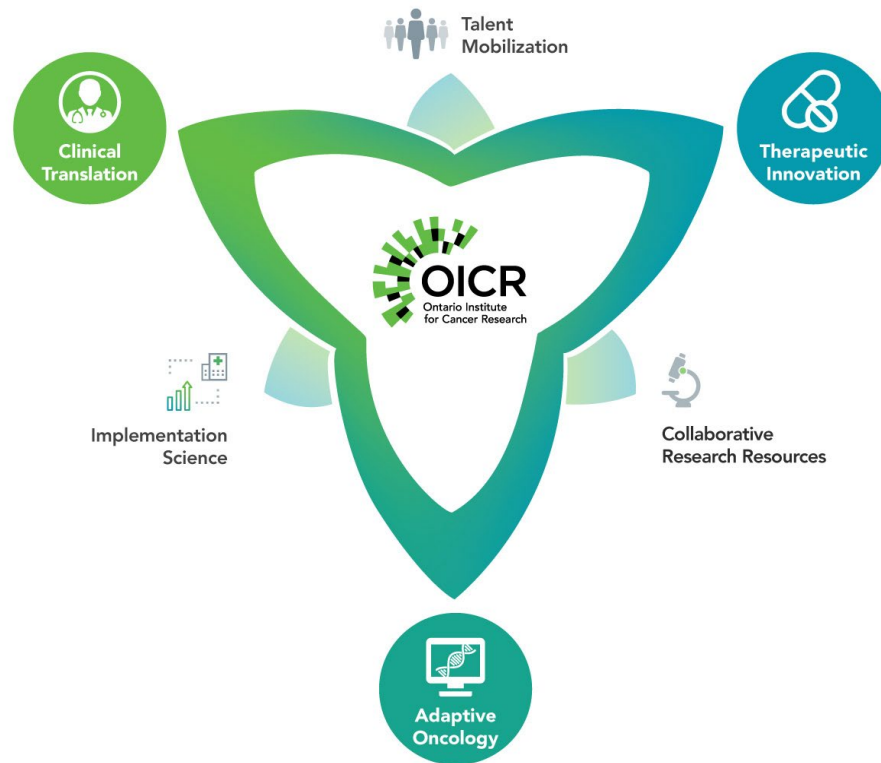 Talent
Mobilization
Clinical
Translation
Therapeutic
Innovation
OICR
Ontario Institute
for Cancer Research
Implementation
Science
Collaborative
Research Resources
Adaptive
Oncology